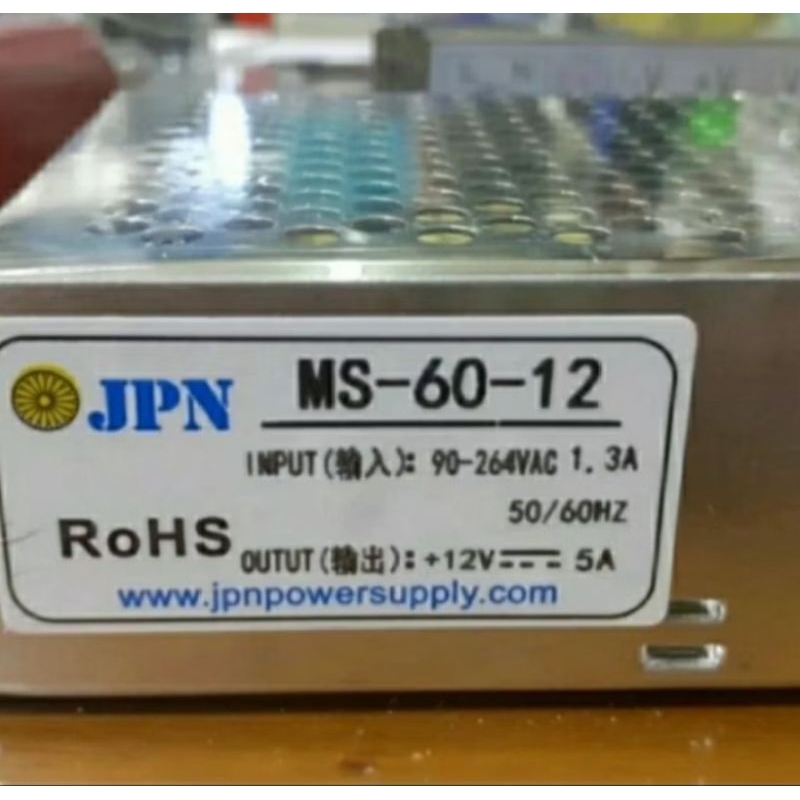 L N
JPN
MS-60-12
INPUT(输入): 90-264VAC 1.3A
50/60HZ
RoHS
OUTUT(输出): +12V 5A
www.jpnpowersupply.com